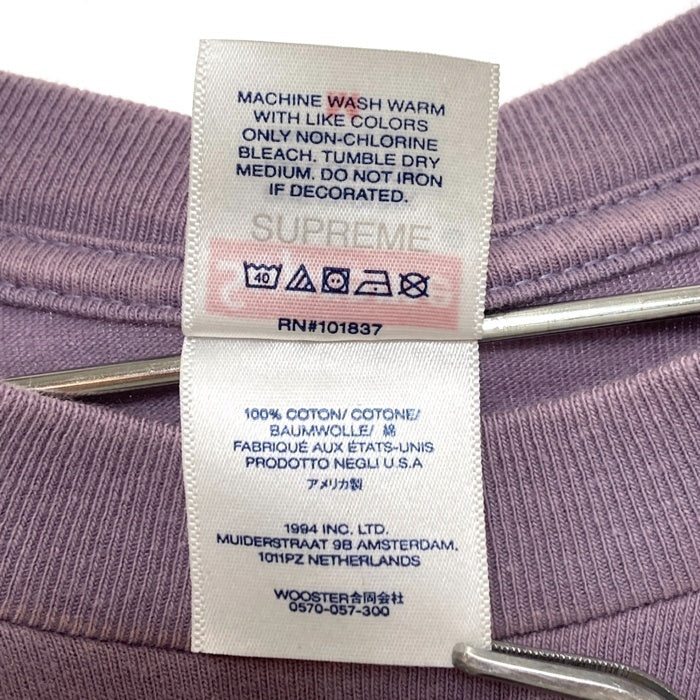 MACHINE WASH WARM
WITH LIKE COLORS
ONLY NON-CHLORINE
BLEACH. TUMBLE DRY
MEDIUM. DO NOT IRON
IF DECORATED.
SUPREME
40
RN#101837
100% COTON/ COTONE/
BAUMWOLLE/ 綿
FABRIQUÉ AUX ÉTATS-UNIS
PRODOTTO NEGLI U.S.A
アメリカ製
1994 INC. LTD.
MUIDERSTRAAT 9B AMSTERDAM.
1011PZ NETHERLANDS
WOOSTER合同会社
0570-057-300